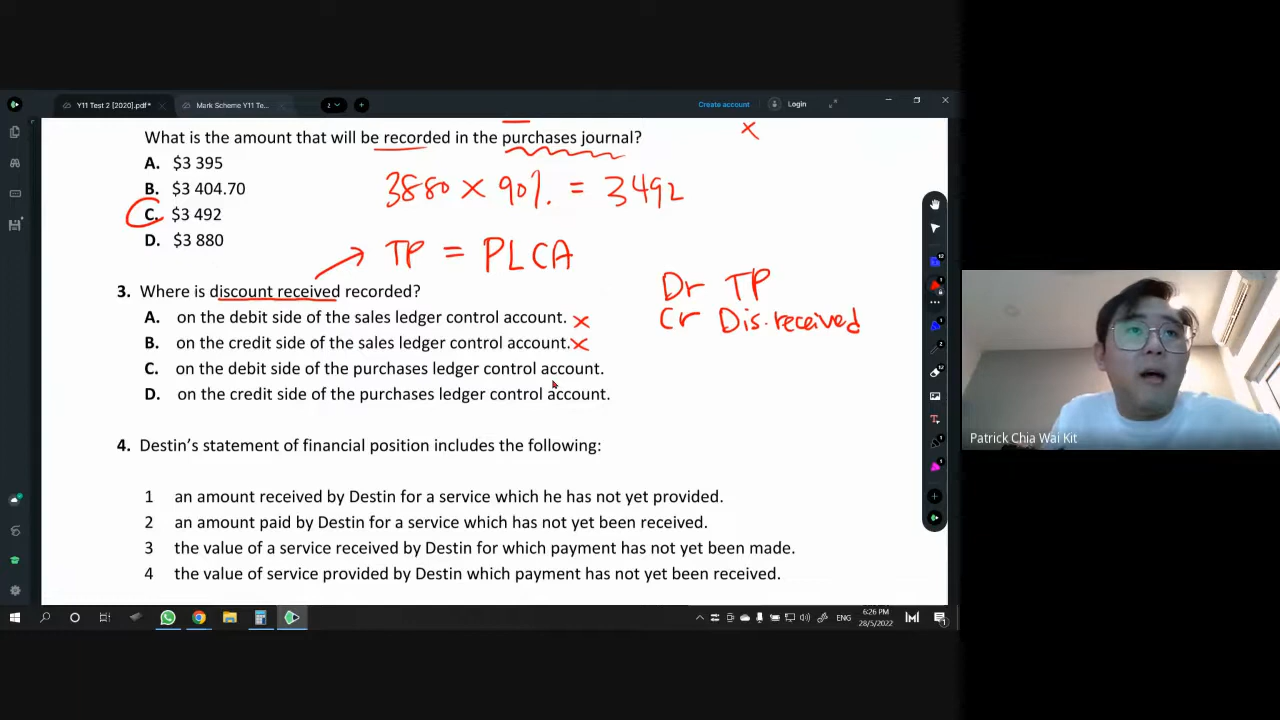 Y11 Test 2 [2020].pdf*
Mark Scheme Y11 Te...
2
Create account
Login
What is the amount that will be recorded in the purchases journal?
x
A. $3 395
B. $3 404.70
C. $3 492
D. $3 880
3880 x 90% = 3492
TP = PLCA
3. Where is discount received recorded?
Dr TP
Cr Dis.received
A. on the debit side of the sales ledger control account. x
B. on the credit side of the sales ledger control account. x
C. on the debit side of the purchases ledger control account.
D. on the credit side of the purchases ledger control account.
4. Destin's statement of financial position includes the following:
1 an amount received by Destin for a service which he has not yet provided.
2 an amount paid by Destin for a service which has not yet been received.
3 the value of a service received by Destin for which payment has not yet been made.
4 the value of service provided by Destin which payment has not yet been received.
Patrick Chia Wai Kit
ENG
6:26 PM
28/5/2022